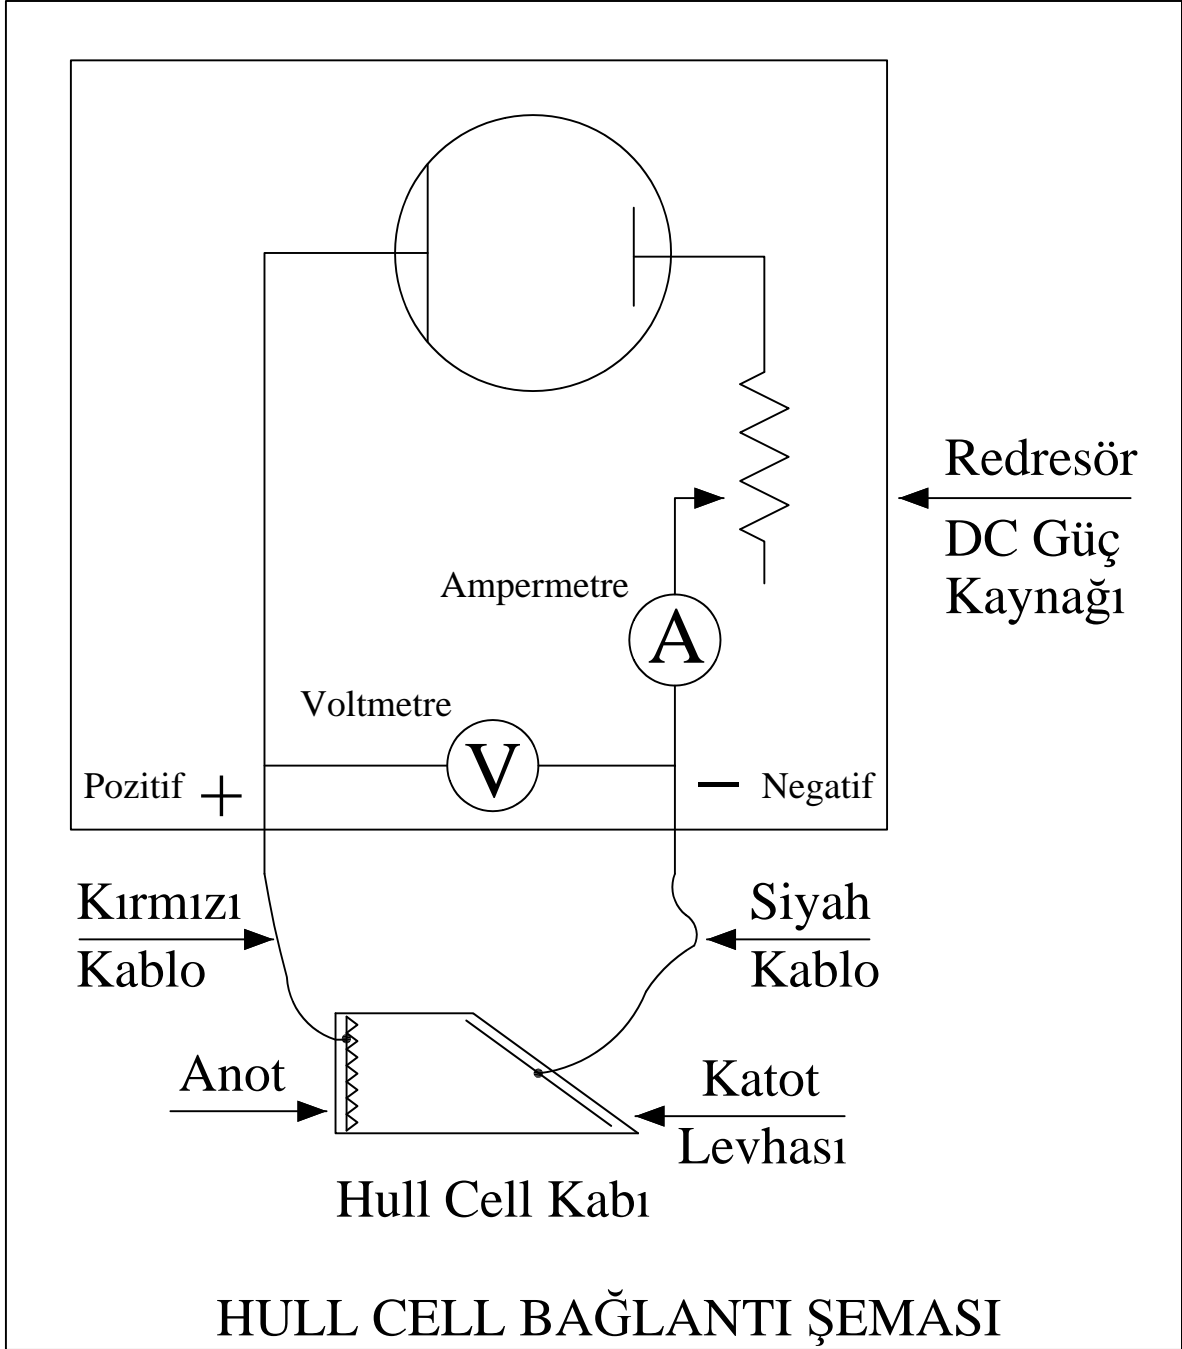 Redresör
DC Güç
Kaynağı
Ampermetre
A
Voltmetre
V
Pozitif +
− Negatif
Kırmızı
Kablo
Siyah
Kablo
Anot
Katot
Levhası
Hull Cell Kabı
HULL CELL BAĞLANTI ŞEMASI